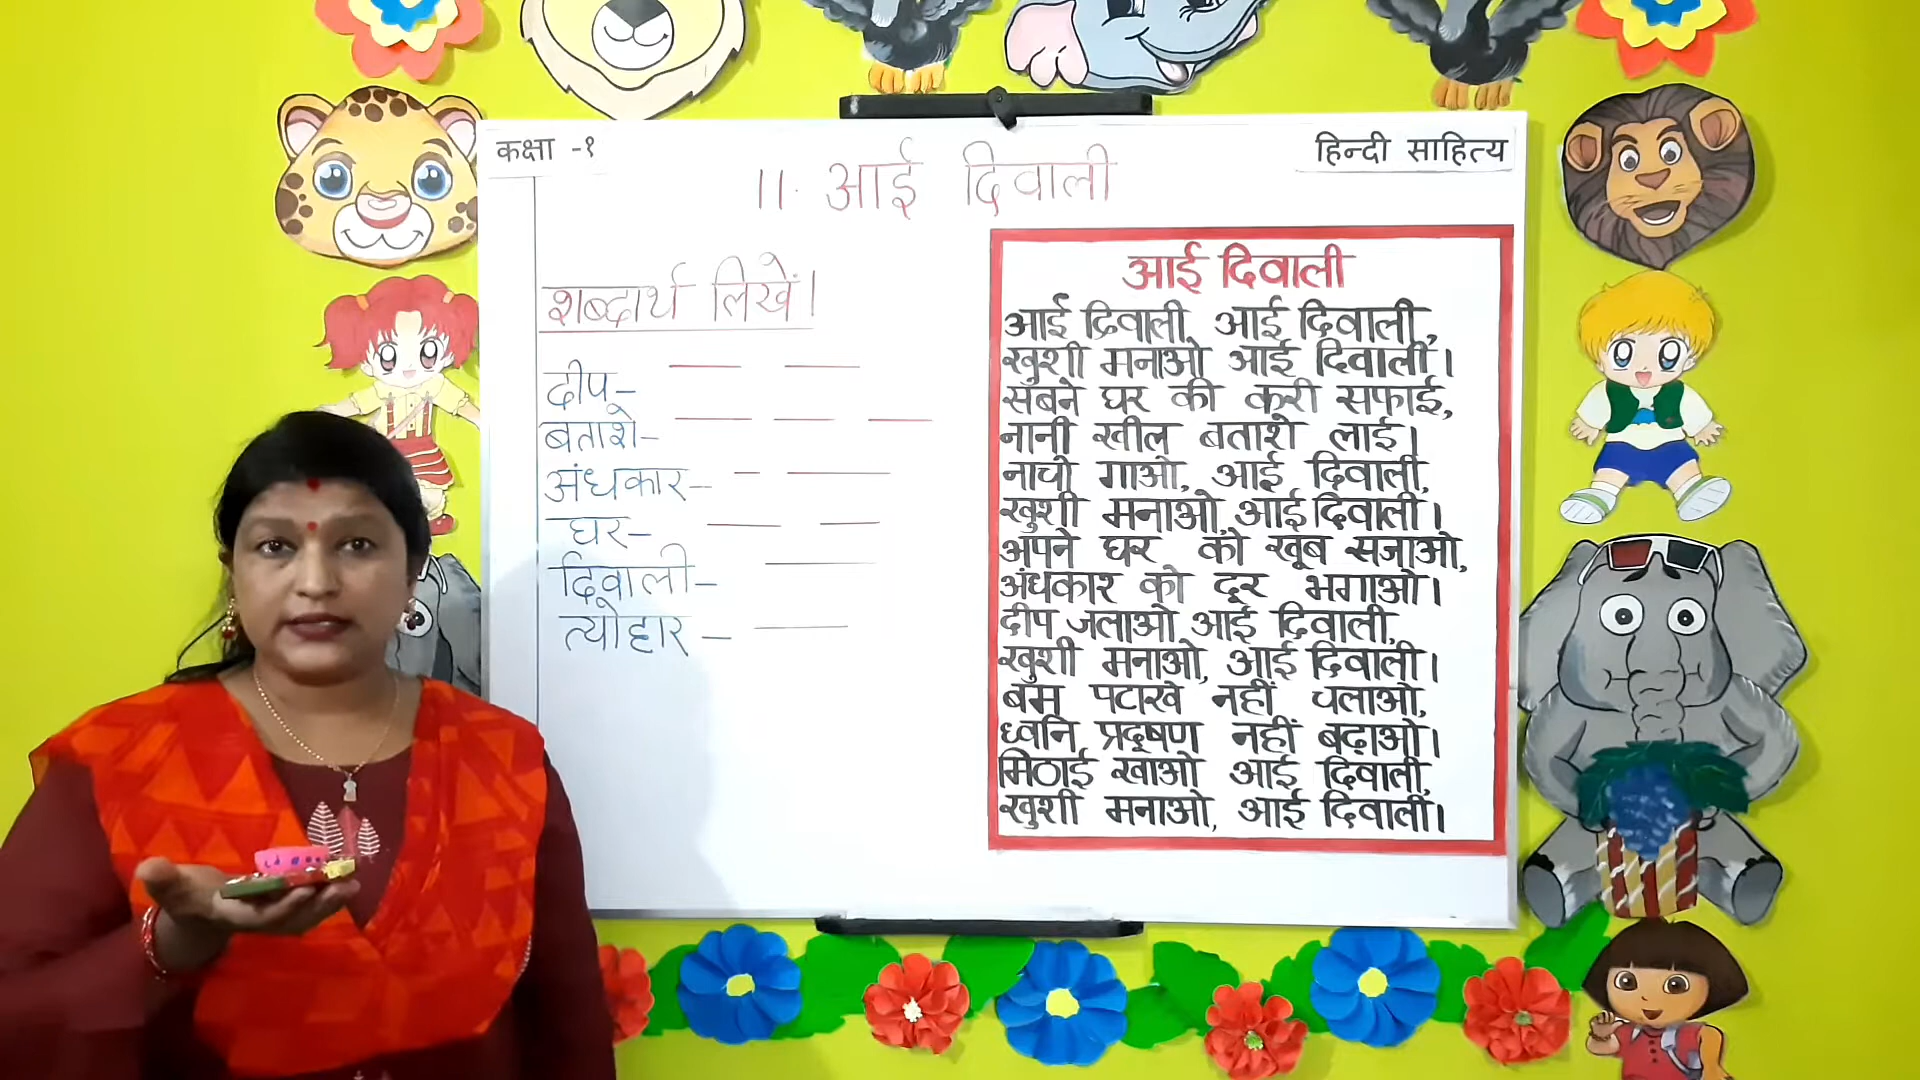 कक्षा -१
हिन्दी साहित्य
11. आई दिवाली
शब्दार्थ लिखें।
दीप-
बताशे-
अंधकार-
घर-
दिवाली-
त्योहार -
आई दिवाली
आई दिवाली, आई दिवाली,
खुशी मनाओ आई दिवाली।
सबने घर की करी सफाई,
नानी खील बताशे लाई।
नाचो गाओ, आई दिवाली,
खुशी मनाओ, आई दिवाली।
अपने घर को खूब सजाओ,
अंधकार को दूर भगाओ।
दीप जलाओ आई दिवाली,
खुशी मनाओ, आई दिवाली।
बम पटाखे नहीं चलाओ,
ध्वनि प्रदूषण नहीं बढ़ाओ।
मिठाई खाओ आई दिवाली,
खुशी मनाओ, आई दिवाली।